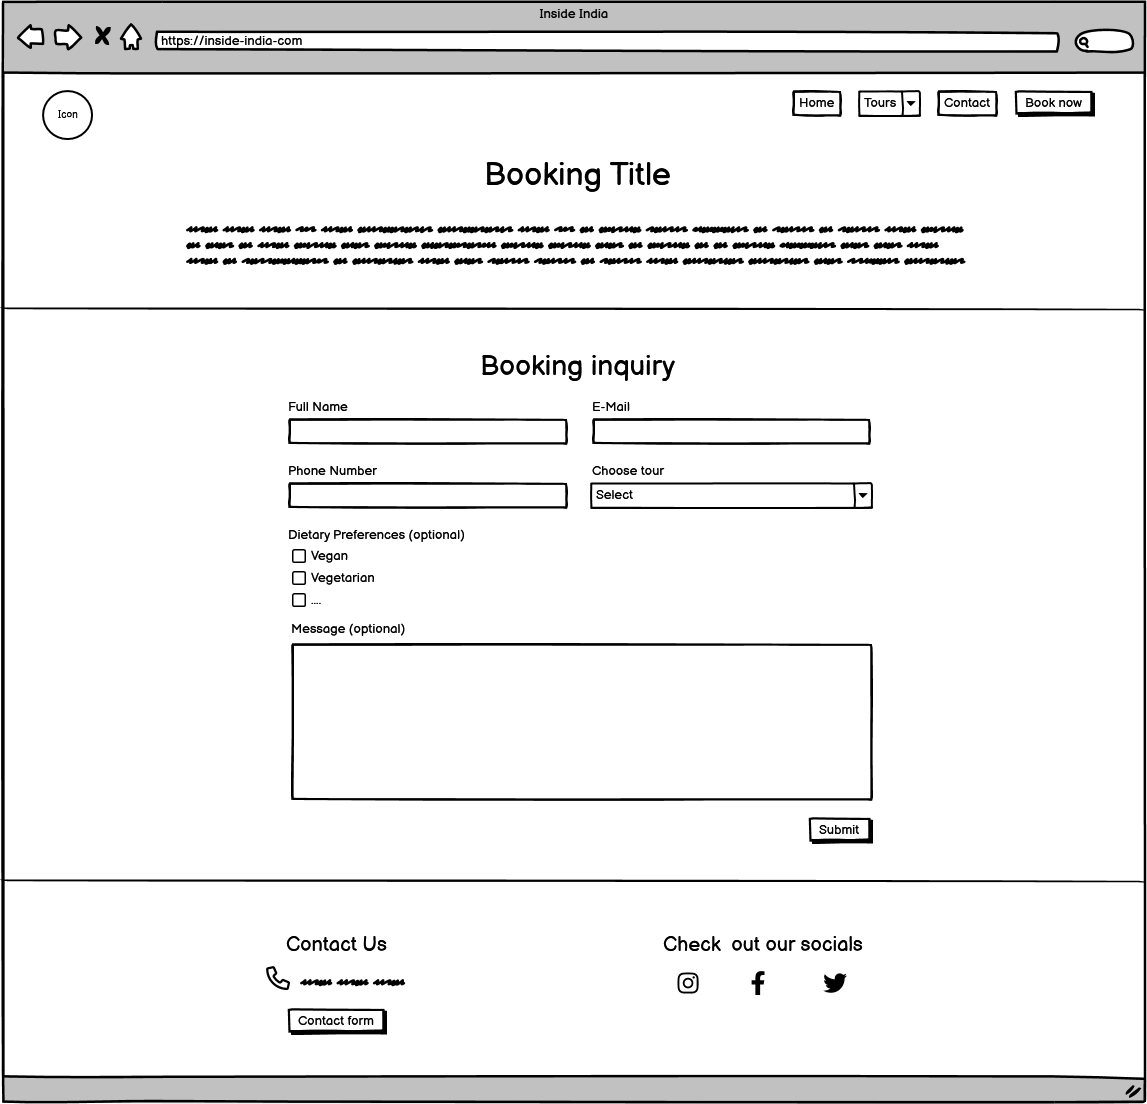 Inside India
https://inside-india-com
Icon
Home
Tours
Contact
Book now
Booking Title
Booking inquiry
Full Name
E-Mail
Phone Number
Choose tour
Select
Dietary Preferences (optional)
Vegan
Vegetarian
....
Message (optional)
Submit
Contact Us
Check out our socials
Contact form